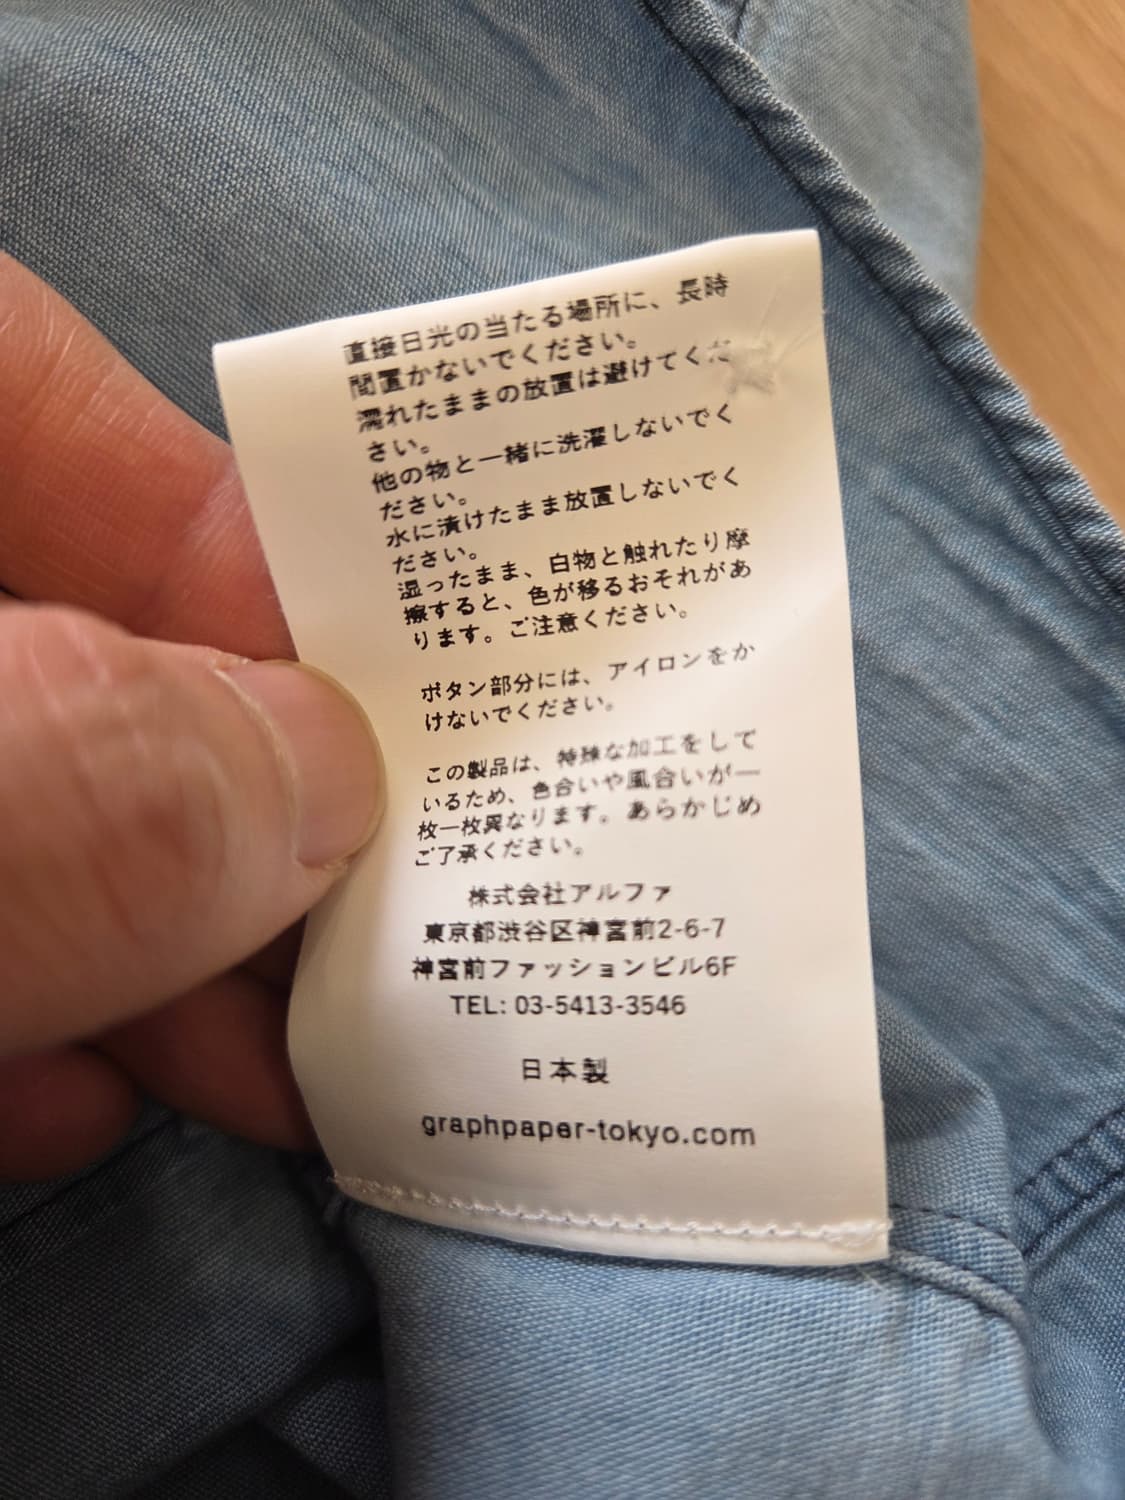 直接日光の当たる場所に、長時
間置かないでください。
濡れたままの放置は避けてくだ
さい。
他の物と一緒に洗濯しないでく
ださい。
水に漬けたまま放置しないでく
ださい。
湿ったまま、白物と触れたり摩
擦すると、色が移るおそれがあ
ります。ご注意ください。
ボタン部分には、アイロンをか
けないでください。
この製品は、特殊な加工をして
いるため、色合いや風合いが一
枚一枚異なります。あらかじめ
ご了承ください。
株式会社アルファ
東京都渋谷区神宮前2-6-7
神宮前ファッションビル6F
TEL: 03-5413-3546
日本製
graphpaper-tokyo.com